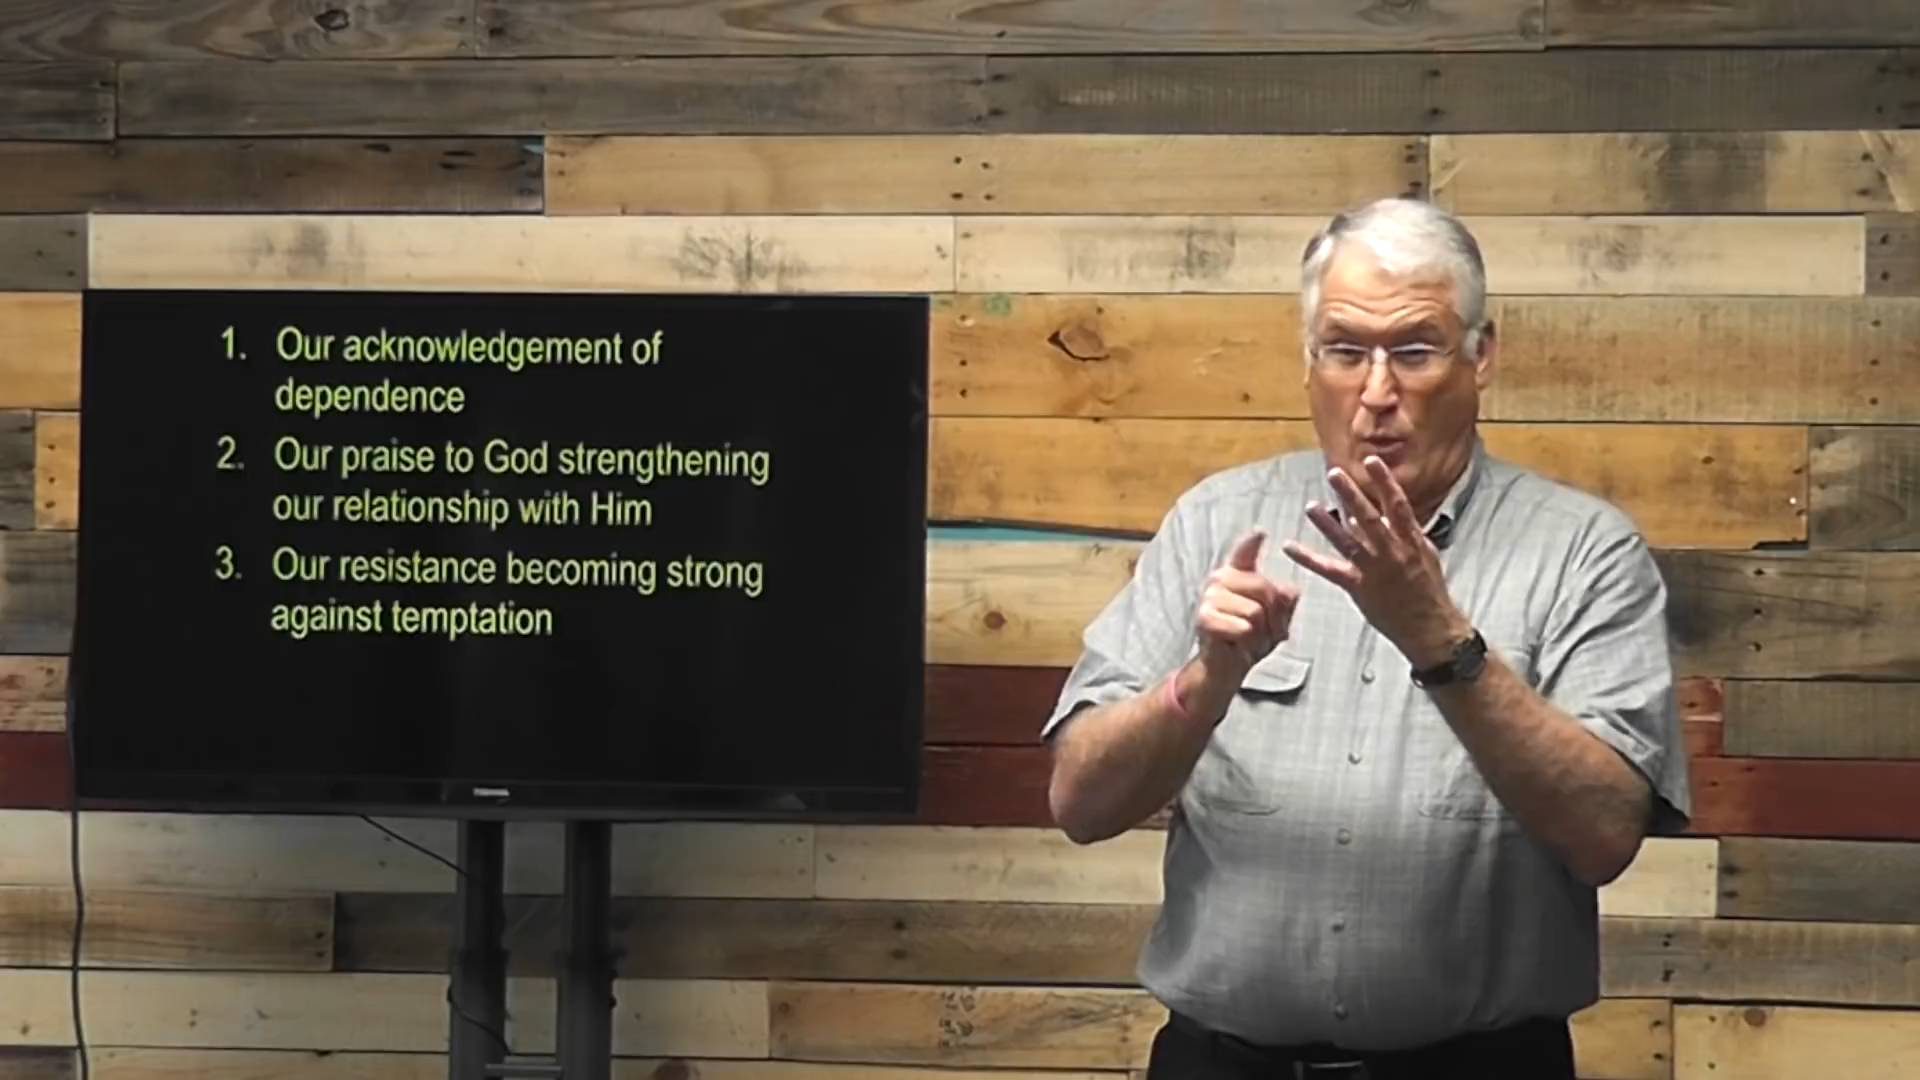 1. Our acknowledgement of
dependence
2. Our praise to God strengthening
our relationship with Him
3. Our resistance becoming strong
against temptation
TOSHIBA